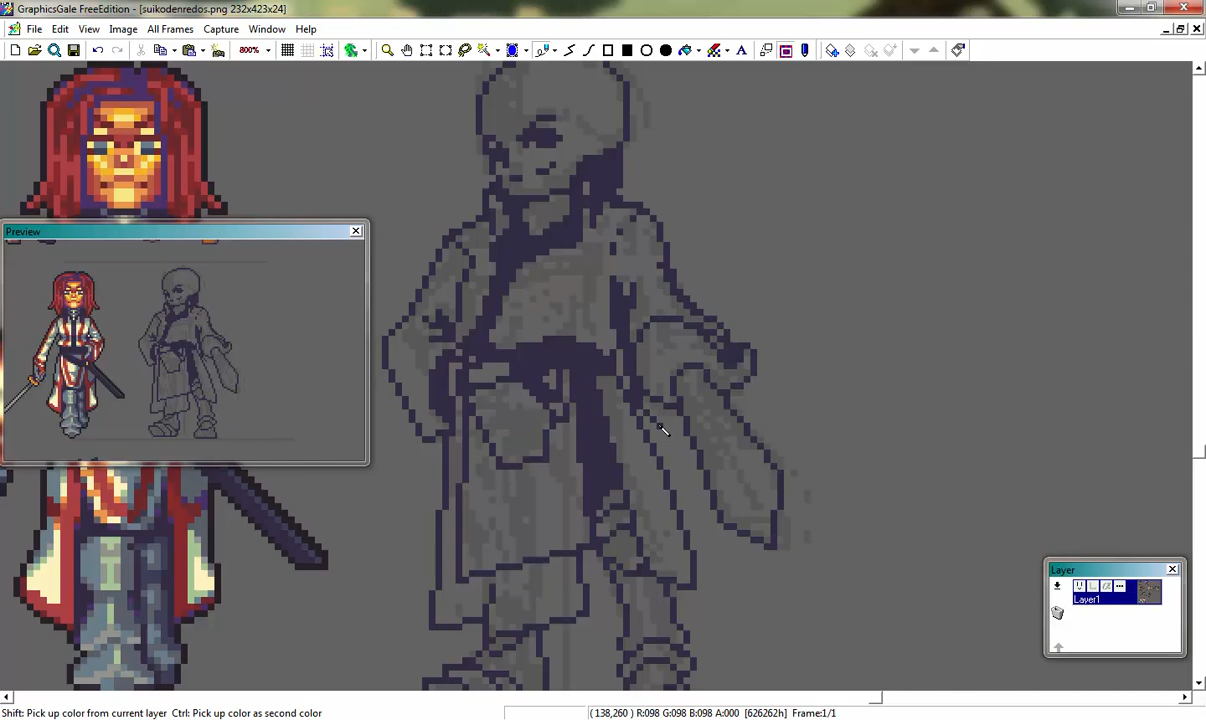 GraphicsGale FreeEdition - [suikodenredos.png 232x423x24]
File Edit View Image All Frames Capture Window Help
800%
A
Preview
Layer
Layer1
Shift: Pick up color from current layer Ctrl: Pick up color as second color
( 138,260 ) R:098 G:098 B:098 A:000 [626262h] Frame:1/1